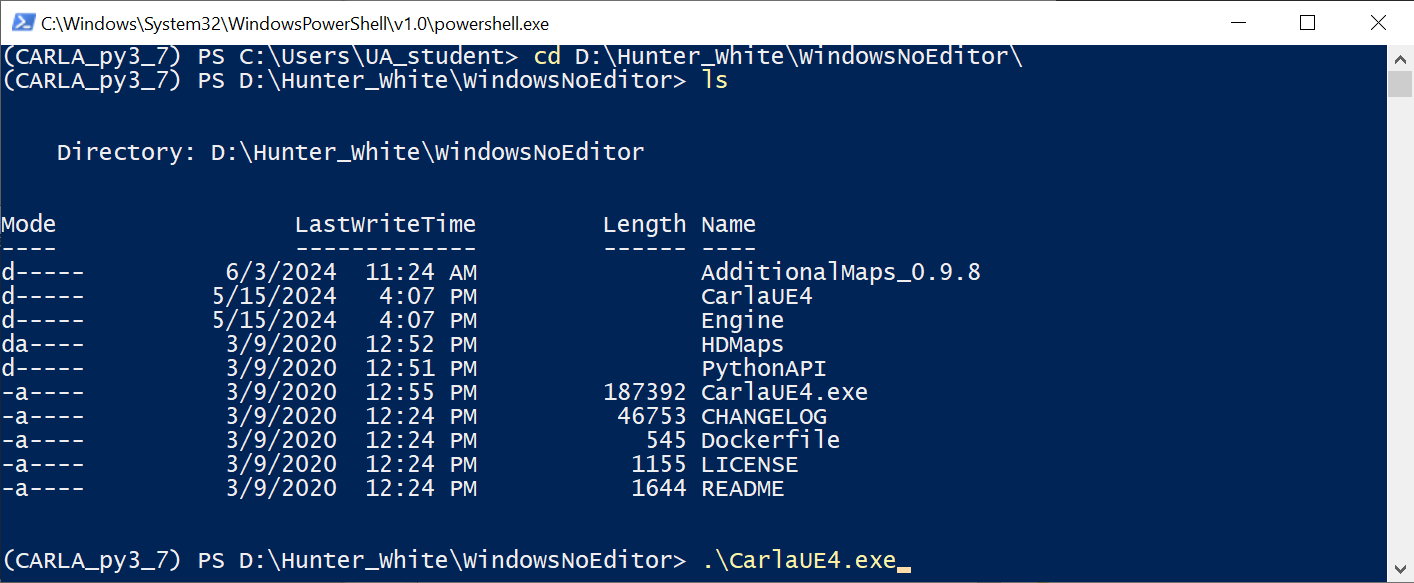 C:\Windows\System32\WindowsPowerShell\v1.0\powershell.exe
(CARLA_py3_7) PS C:\Users\UA_student> cd D:\Hunter_White\WindowsNoEditor\
(CARLA_py3_7) PS D:\Hunter_White\WindowsNoEditor> ls
Directory: D:\Hunter_White\WindowsNoEditor
Mode LastWriteTime Length Name
---- ------------- ------ ----
d----- 6/3/2024 11:24 AM AdditionalMaps_0.9.8
d----- 5/15/2024 4:07 PM CarlaUE4
d----- 5/15/2024 4:07 PM Engine
da---- 3/9/2020 12:52 PM HDMaps
d----- 3/9/2020 12:51 PM PythonAPI
-a---- 3/9/2020 12:55 PM 187392 CarlaUE4.exe
-a---- 3/9/2020 12:24 PM 46753 CHANGELOG
-a---- 3/9/2020 12:24 PM 545 Dockerfile
-a---- 3/9/2020 12:24 PM 1155 LICENSE
-a---- 3/9/2020 12:24 PM 1644 README
(CARLA_py3_7) PS D:\Hunter_White\WindowsNoEditor> .\CarlaUE4.exe